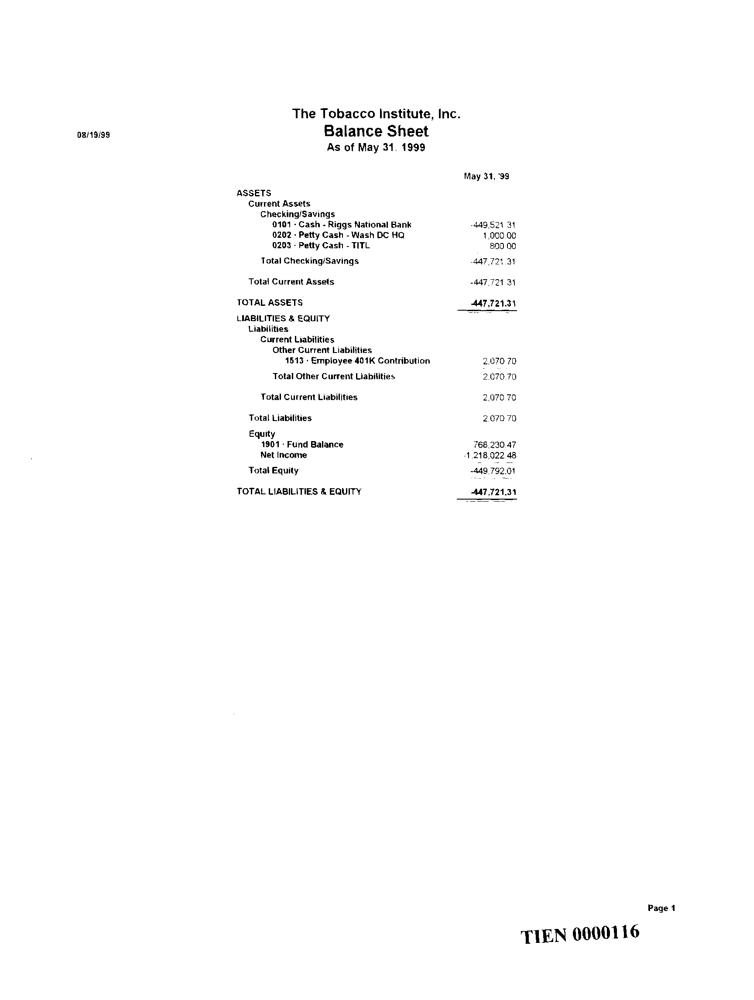 The Tobacco Institute, Inc.
08/19/99
Balance Sheet
As of May 31. 1999
May 31, '99
ASSETS
Current Assets
Checking/Savings
0101 · Cash - Riggs National Bank -449,521 31
0202 · Petty Cash - Wash DC HQ 1,000 00
0203 · Petty Cash - TITL 800 00
Total Checking/Savings -447,721.31
Total Current Assets -447,721 31
TOTAL ASSETS -447,721.31
LIABILITIES & EQUITY
Liabilities
Current Liabilities
Other Current Liabilities
1513 · Employee 401K Contribution 2,070 70
Total Other Current Liabilities 2,070 70
Total Current Liabilities 2,070 70
Total Liabilities 2,070 70
Equity
1901 · Fund Balance 768,230 47
Net Income -1,218,022 48
Total Equity -449,792.01
TOTAL LIABILITIES & EQUITY -447,721.31
Page 1
TIEN 0000116